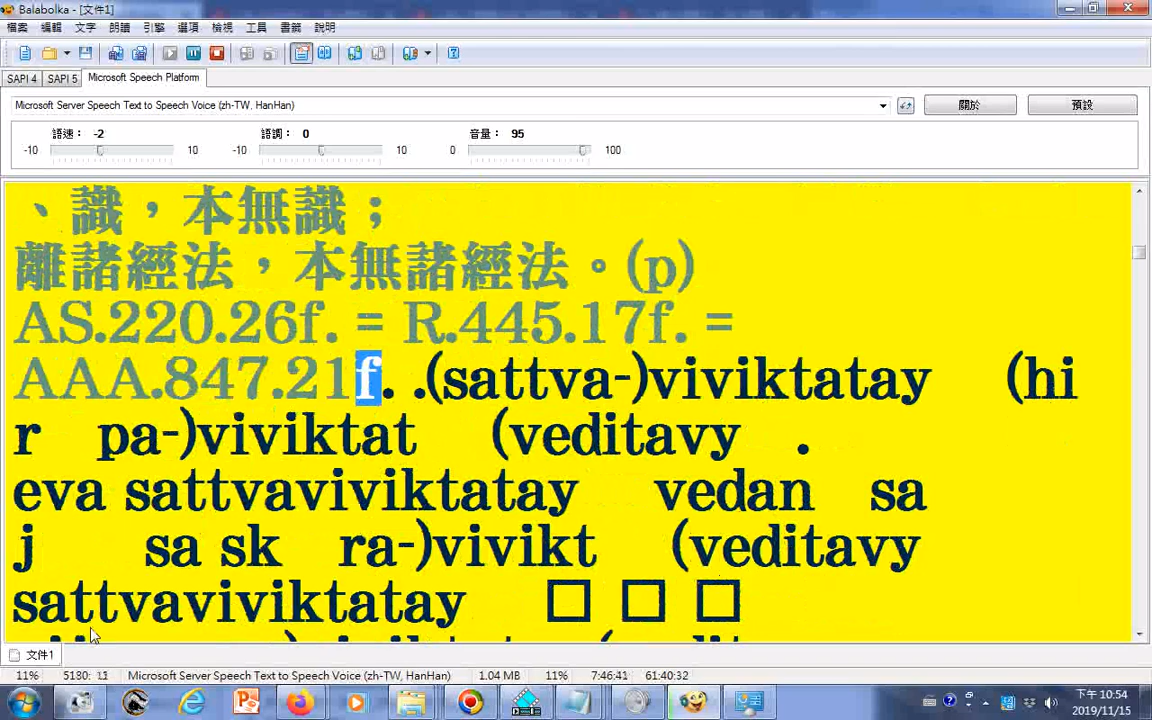 Balabolka - [文件1]
檔案 編輯 文字 朗讀 引擎 選項 檢視 工具 書籤 說明
SAPI 4 SAPI 5 Microsoft Speech Platform
Microsoft Server Speech Text to Speech Voice (zh-TW, HanHan) 關於 預設
語速： -2 語調： 0 音量： 95
-10 10 -10 10 0 100
、識，本無識；
離諸經法，本無諸經法。(p)
AS.220.26f. = R.445.17f. =
AAA.847.21f. .(sattva-)viviktatay (hi
r pa-)viviktat (veditavy .
eva sattvaviviktatay vedan sa
j sa sk ra-)vivikt (veditavy
sattvaviviktatay □ □ □
文件1
11% 5180: 11 Microsoft Server Speech Text to Speech Voice (zh-TW, HanHan) 1.04 MB 11% 7:46:41 61:40:32
下午 10:54
2019/11/15